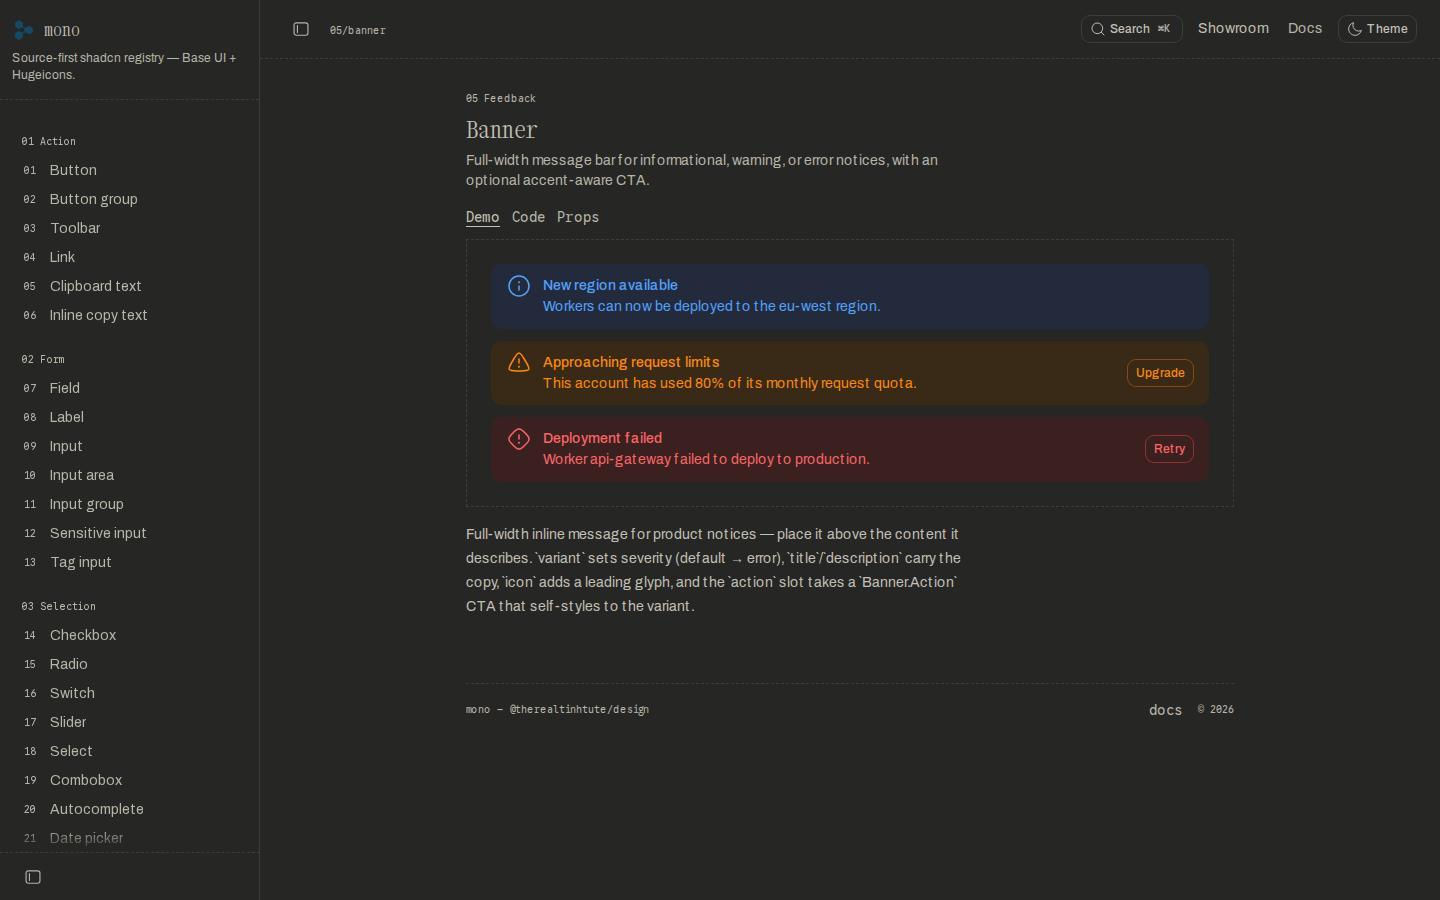 mono
Source-first shadcn registry — Base UI +
Hugeicons.
01 Action
01 Button
02 Button group
03 Toolbar
04 Link
05 Clipboard text
06 Inline copy text
02 Form
07 Field
08 Label
09 Input
10 Input area
11 Input group
12 Sensitive input
13 Tag input
03 Selection
14 Checkbox
15 Radio
16 Switch
17 Slider
18 Select
19 Combobox
20 Autocomplete
21 Date picker
05/banner
Search ⌘K
Showroom
Docs
Theme
05 Feedback
Banner
Full-width message bar for informational, warning, or error notices, with an
optional accent-aware CTA.
Demo Code Props
New region available
Workers can now be deployed to the eu-west region.
Approaching request limits
This account has used 80% of its monthly request quota.
Upgrade
Deployment failed
Worker api-gateway failed to deploy to production.
Retry
Full-width inline message for product notices — place it above the content it
describes. `variant` sets severity (default → error), `title`/`description` carry the
copy, `icon` adds a leading glyph, and the `action` slot takes a `Banner.Action`
CTA that self-styles to the variant.
mono — @therealtinhtute/design
docs © 2026